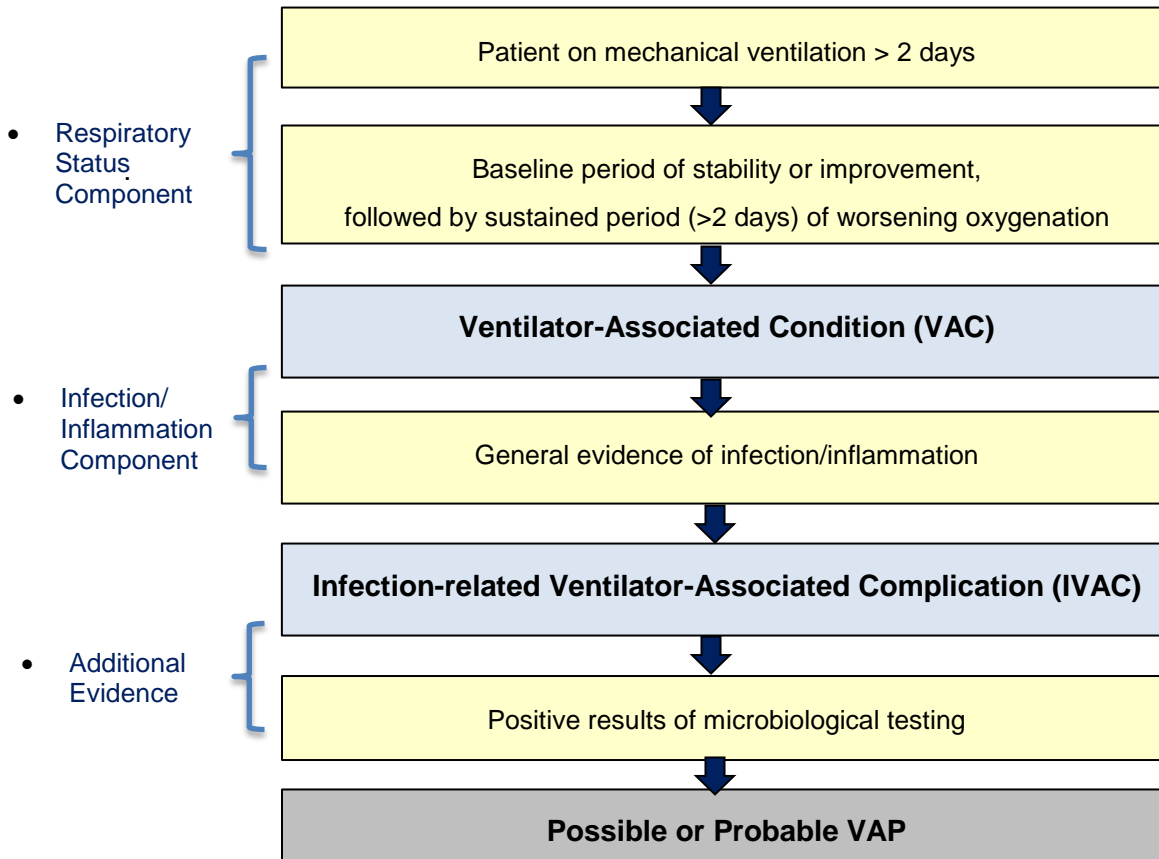 Patient on mechanical ventilation > 2 days
• Respiratory
Status
Component
Baseline period of stability or improvement,
followed by sustained period (>2 days) of worsening oxygenation
Ventilator-Associated Condition (VAC)
• Infection/
Inflammation
Component
General evidence of infection/inflammation
Infection-related Ventilator-Associated Complication (IVAC)
• Additional
Evidence
Positive results of microbiological testing
Possible or Probable VAP